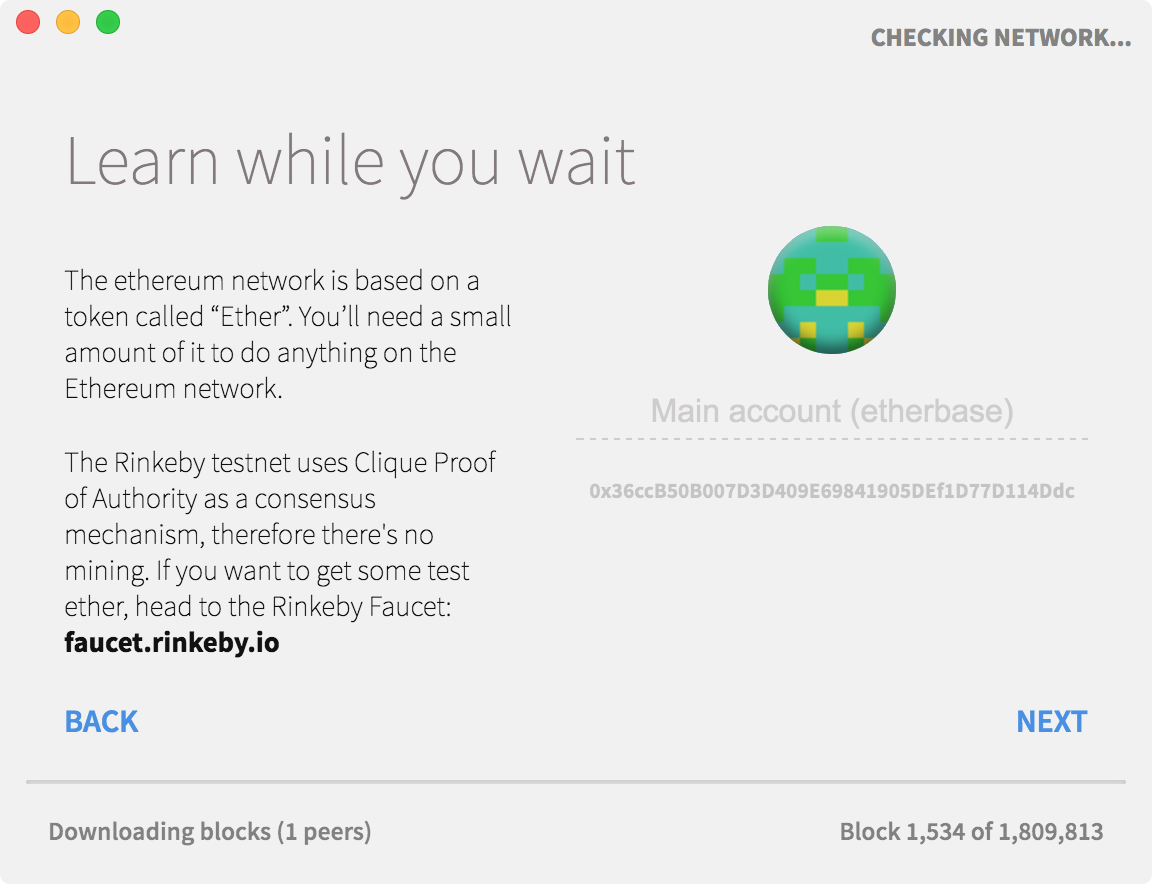 CHECKING NETWORK...
Learn while you wait
The ethereum network is based on a
token called “Ether”. You’ll need a small
amount of it to do anything on the
Ethereum network.
The Rinkeby testnet uses Clique Proof
of Authority as a consensus
mechanism, therefore there's no
mining. If you want to get some test
ether, head to the Rinkeby Faucet:
faucet.rinkeby.io
Main account (etherbase)
0x36ccB50B007D3D409E69841905DEf1D77D114Ddc
BACK
NEXT
Downloading blocks (1 peers)
Block 1,534 of 1,809,813